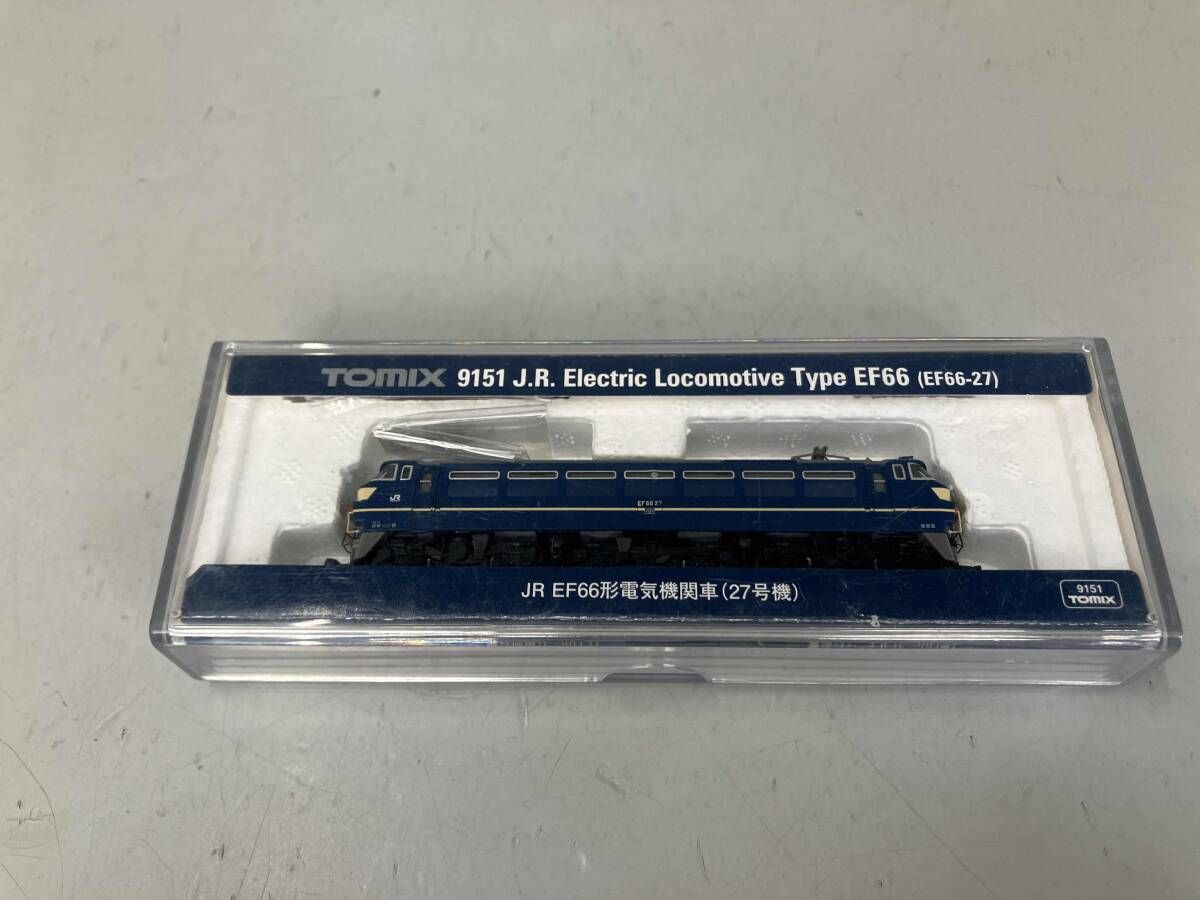 TOMIX 9151 J.R. Electric Locomotive Type EF66 (EF66-27)
JR
EF66 27
JR EF66形電気機関車(27号機)
9151
TOMIX